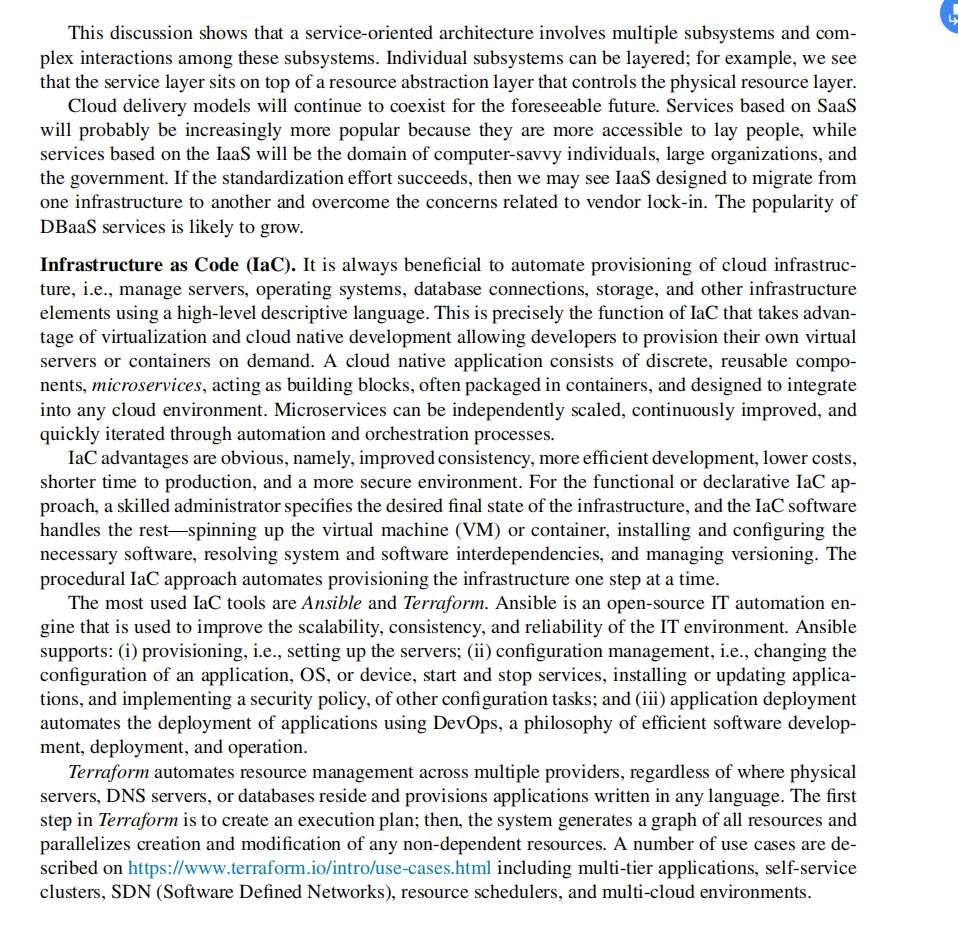 This discussion shows that a service-oriented architecture involves multiple subsystems and com-
plex interactions among these subsystems. Individual subsystems can be layered; for example, we see
that the service layer sits on top of a resource abstraction layer that controls the physical resource layer.
Cloud delivery models will continue to coexist for the foreseeable future. Services based on SaaS
will probably be increasingly more popular because they are more accessible to lay people, while
services based on the IaaS will be the domain of computer-savvy individuals, large organizations, and
the government. If the standardization effort succeeds, then we may see IaaS designed to migrate from
one infrastructure to another and overcome the concerns related to vendor lock-in. The popularity of
DBaaS services is likely to grow.
Infrastructure as Code (IaC). It is always beneficial to automate provisioning of cloud infrastruc-
ture, i.e., manage servers, operating systems, database connections, storage, and other infrastructure
elements using a high-level descriptive language. This is precisely the function of IaC that takes advan-
tage of virtualization and cloud native development allowing developers to provision their own virtual
servers or containers on demand. A cloud native application consists of discrete, reusable compo-
nents, microservices, acting as building blocks, often packaged in containers, and designed to integrate
into any cloud environment. Microservices can be independently scaled, continuously improved, and
quickly iterated through automation and orchestration processes.
IaC advantages are obvious, namely, improved consistency, more efficient development, lower costs,
shorter time to production, and a more secure environment. For the functional or declarative IaC ap-
proach, a skilled administrator specifies the desired final state of the infrastructure, and the IaC software
handles the rest—spinning up the virtual machine (VM) or container, installing and configuring the
necessary software, resolving system and software interdependencies, and managing versioning. The
procedural IaC approach automates provisioning the infrastructure one step at a time.
The most used IaC tools are Ansible and Terraform. Ansible is an open-source IT automation en-
gine that is used to improve the scalability, consistency, and reliability of the IT environment. Ansible
supports: (i) provisioning, i.e., setting up the servers; (ii) configuration management, i.e., changing the
configuration of an application, OS, or device, start and stop services, installing or updating applica-
tions, and implementing a security policy, of other configuration tasks; and (iii) application deployment
automates the deployment of applications using DevOps, a philosophy of efficient software develop-
ment, deployment, and operation.
Terraform automates resource management across multiple providers, regardless of where physical
servers, DNS servers, or databases reside and provisions applications written in any language. The first
step in Terraform is to create an execution plan; then, the system generates a graph of all resources and
parallelizes creation and modification of any non-dependent resources. A number of use cases are de-
scribed on https://www.terraform.io/intro/use-cases.html including multi-tier applications, self-service
clusters, SDN (Software Defined Networks), resource schedulers, and multi-cloud environments.